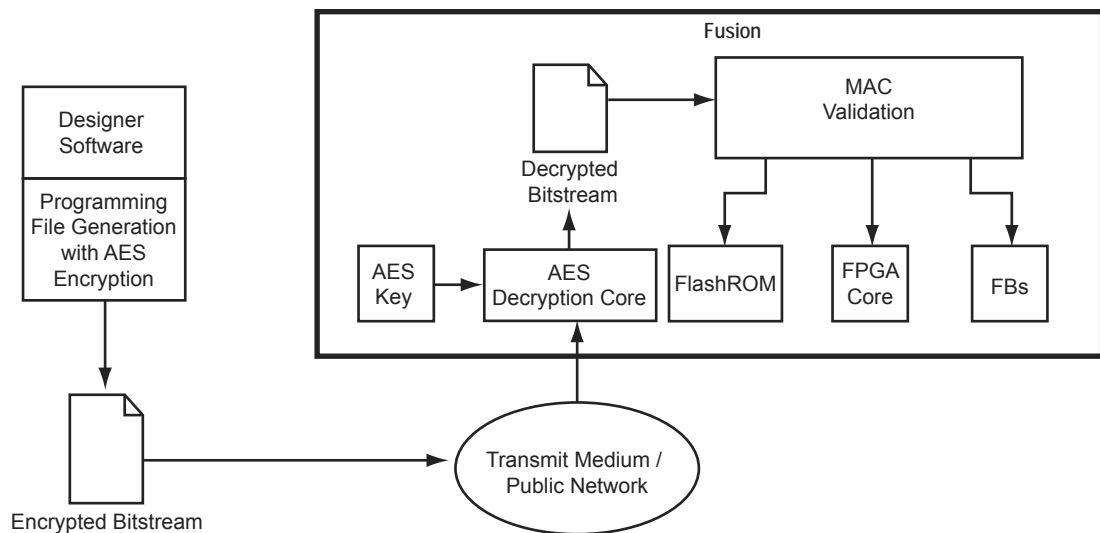 Fusion
Designer
Software
Programming
File Generation
with AES
Encryption
MAC
Validation
Decrypted
Bitstream
AES
Key
AES
Decryption Core
FlashROM
FPGA
Core
FBs
Transmit Medium /
Public Network
Encrypted Bitstream